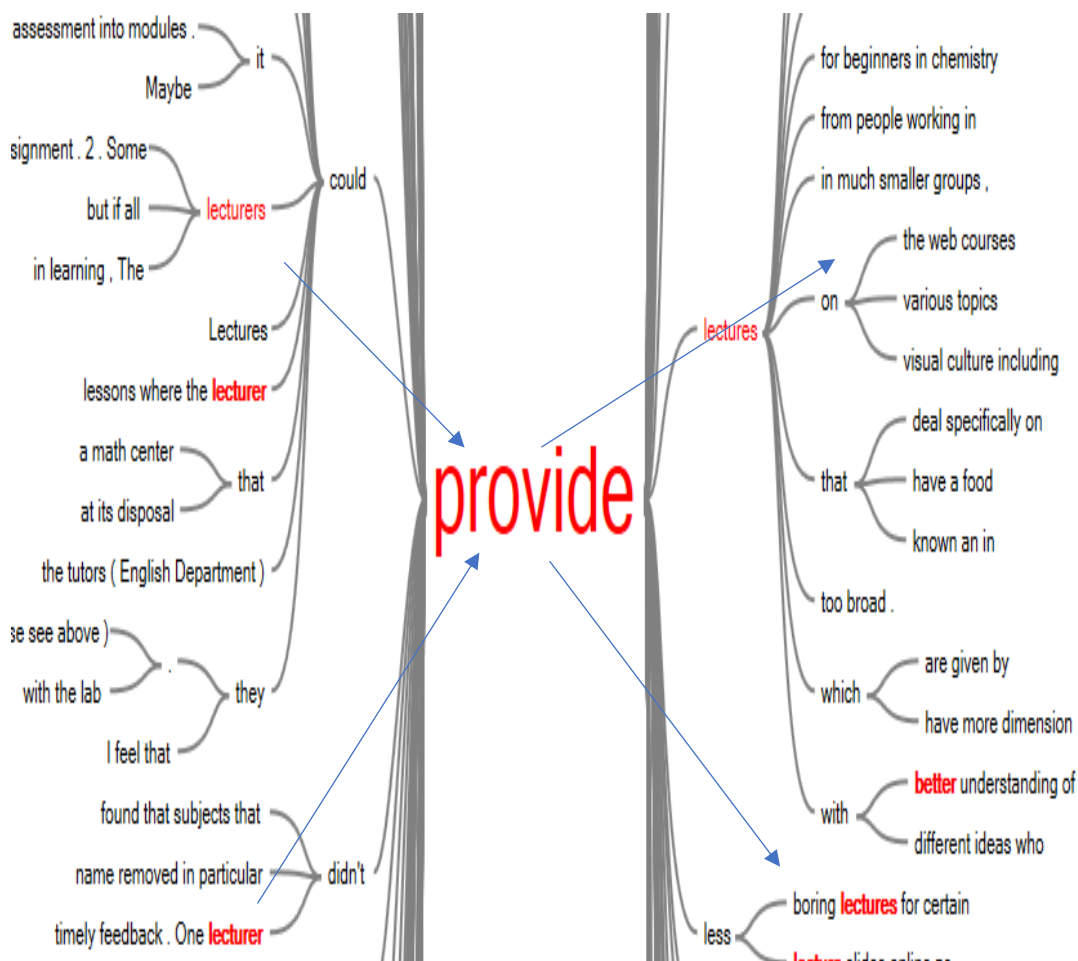 assessment into modules .
Maybe
it
signment . 2 . Some
but if all
in learning , The
lecturers
Lectures
lessons where the lecturer
a math center
at its disposal
that
the tutors ( English Department )
se see above )
with the lab
.
I feel that
they
could
found that subjects that
name removed in particular
timely feedback . One lecturer
didn't
provide
for beginners in chemistry
from people working in
in much smaller groups ,
lectures
on
the web courses
various topics
visual culture including
that
deal specifically on
have a food
known an in
too broad .
which
are given by
have more dimension
with
better understanding of
different ideas who
less
boring lectures for certain